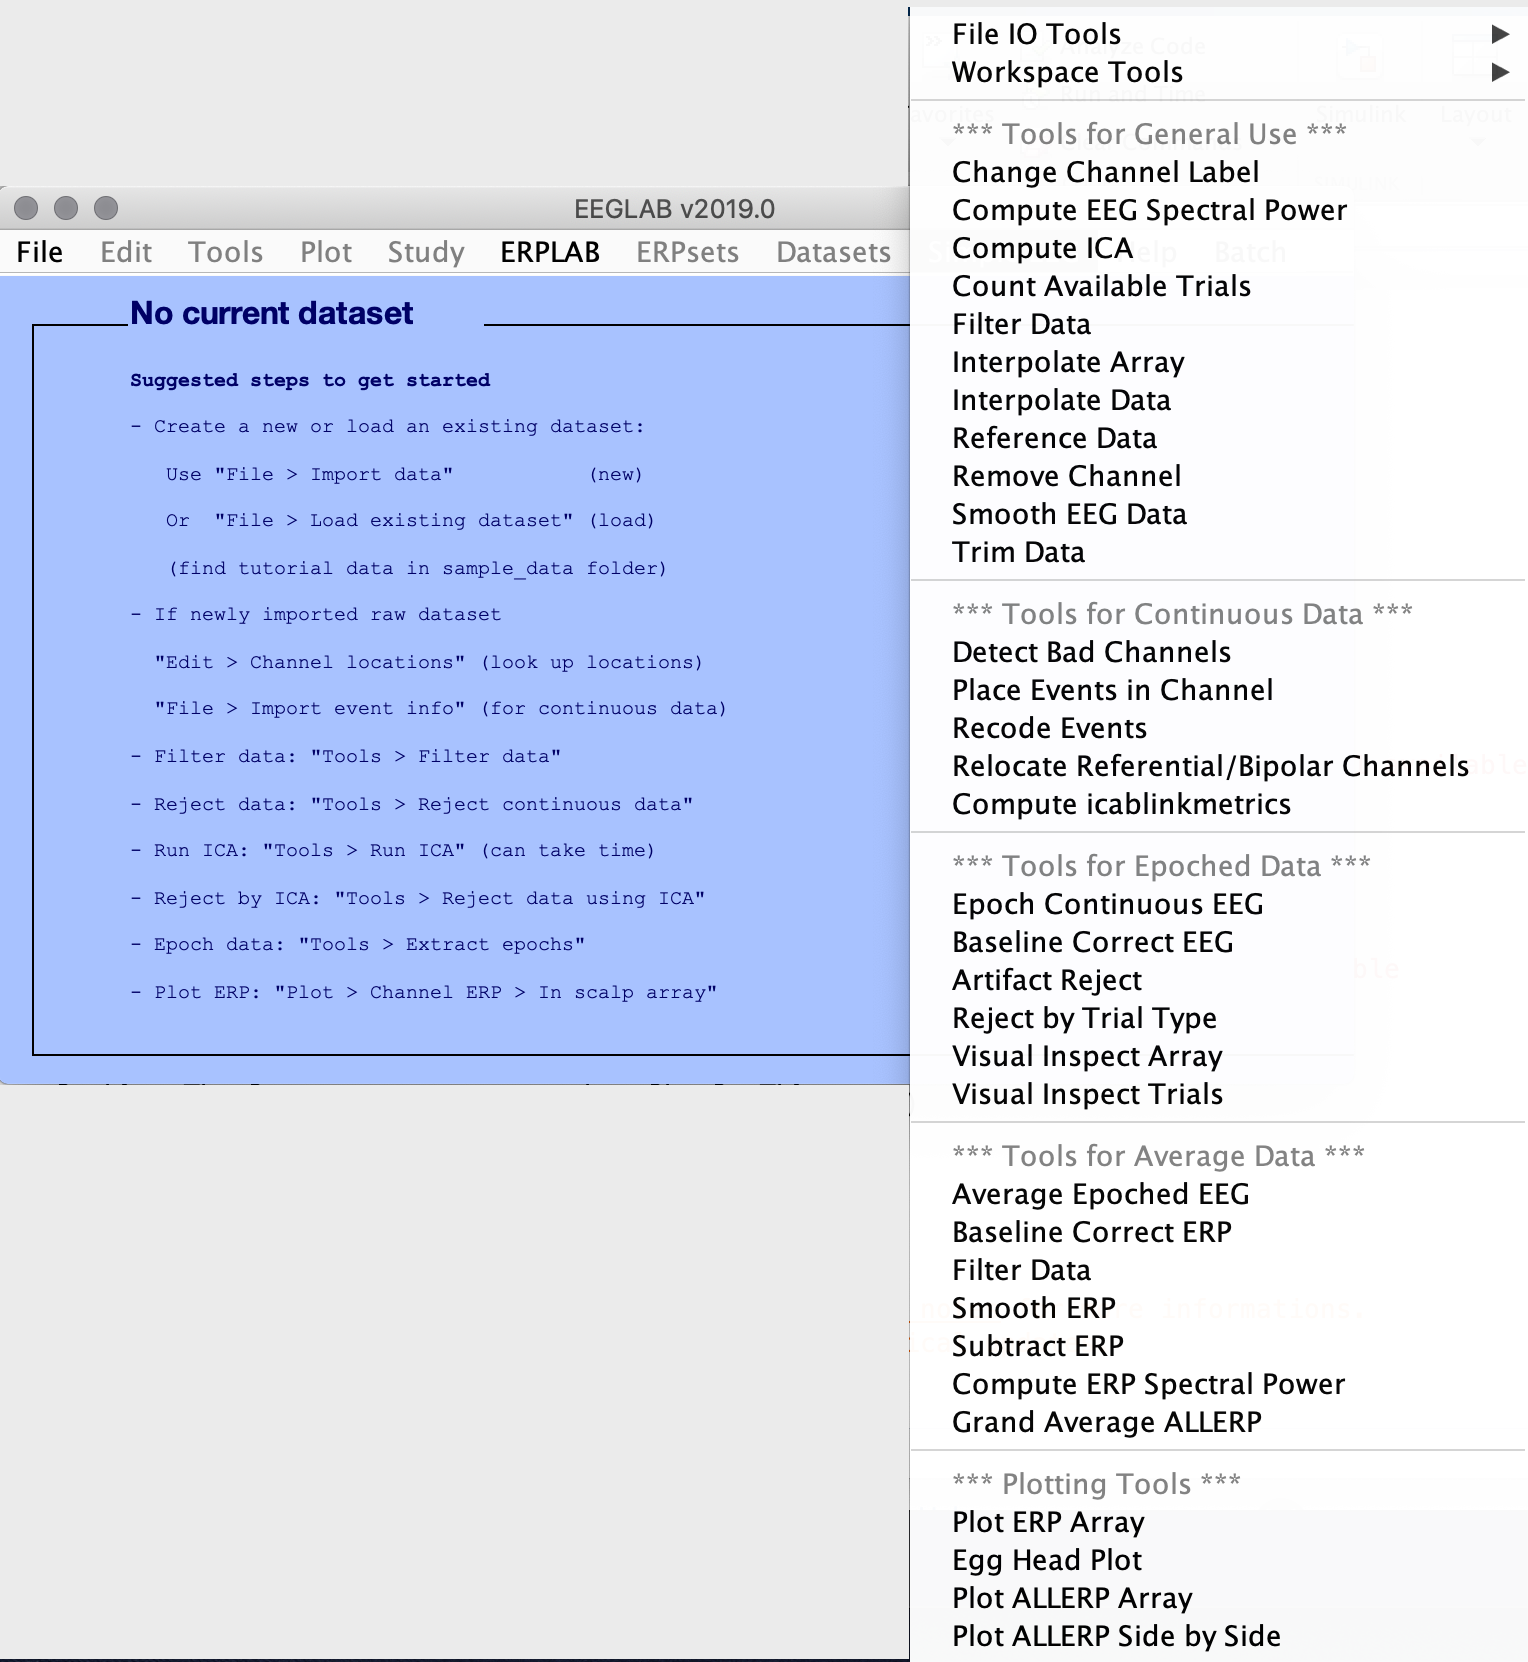 EEGLAB v2019.0
File Edit Tools Plot Study ERPLAB ERPsets Datasets Help Batch
No current dataset
Suggested steps to get started
- Create a new or load an existing dataset:
Use "File > Import data" (new)
Or "File > Load existing dataset" (load)
(find tutorial data in sample_data folder)
- If newly imported raw dataset
"Edit > Channel locations" (look up locations)
"File > Import event info" (for continuous data)
- Filter data: "Tools > Filter data"
- Reject data: "Tools > Reject continuous data"
- Run ICA: "Tools > Run ICA" (can take time)
- Reject by ICA: "Tools > Reject data using ICA"
- Epoch data: "Tools > Extract epochs"
- Plot ERP: "Plot > Channel ERP > In scalp array"
File IO Tools
Workspace Tools
Analyze Code
Run and Time
Simulink
Layout
*** Tools for General Use ***
Change Channel Label
Compute EEG Spectral Power
Compute ICA
Count Available Trials
Filter Data
Interpolate Array
Interpolate Data
Reference Data
Remove Channel
Smooth EEG Data
Trim Data
*** Tools for Continuous Data ***
Detect Bad Channels
Place Events in Channel
Recode Events
Relocate Referential/Bipolar Channels
Compute icablinkmetrics
*** Tools for Epoched Data ***
Epoch Continuous EEG
Baseline Correct EEG
Artifact Reject
Reject by Trial Type
Visual Inspect Array
Visual Inspect Trials
*** Tools for Average Data ***
Average Epoched EEG
Baseline Correct ERP
Filter Data
Smooth ERP
informations.
Subtract ERP
Compute ERP Spectral Power
Grand Average ALLERP
*** Plotting Tools ***
Plot ERP Array
Egg Head Plot
Plot ALLERP Array
Plot ALLERP Side by Side